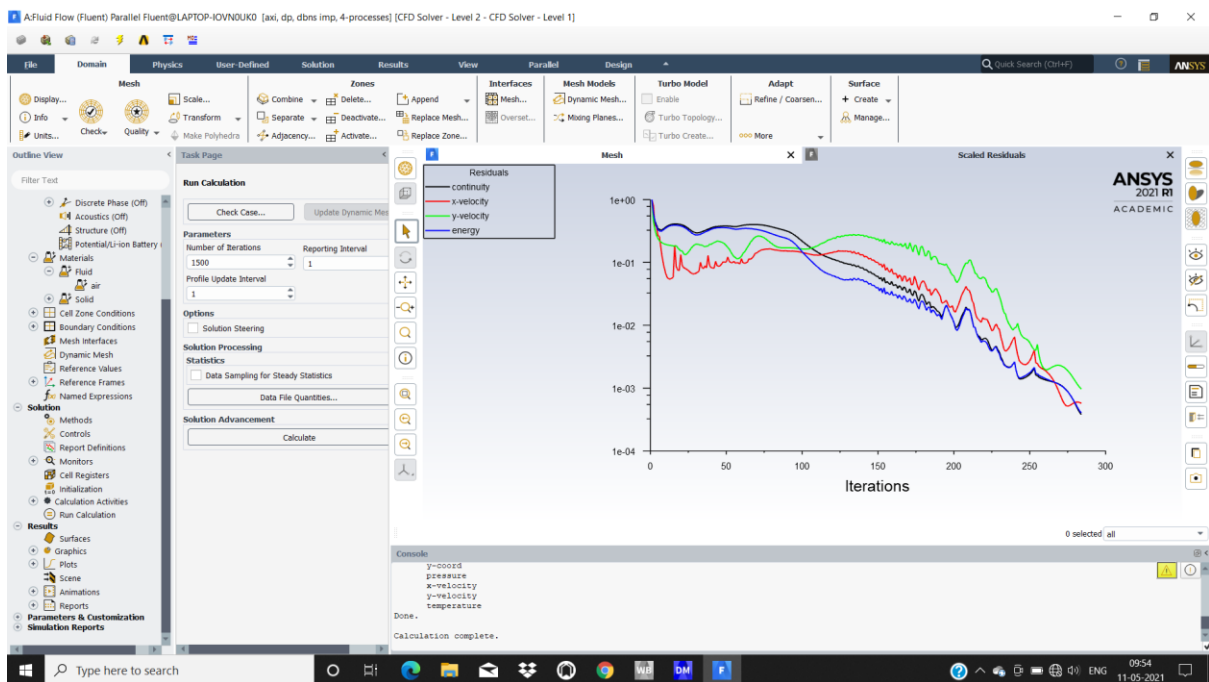 A:Fluid Flow (Fluent) Parallel Fluent@LAPTOP-IOVN0UK0 [axi, dp, dbns imp, 4-processes] [CFD Solver - Level 2 - CFD Solver - Level 1]
File Domain Physics User-Defined Solution Results View Parallel Design Quick Search (Ctrl+F) ANSYS
Mesh Zones Interfaces Mesh Models Turbo Model Adapt Surface
Display... Scale... Combine Delete... Append Mesh... Dynamic Mesh... Enable Refine / Coarsen... Create
Info Check Quality Transform Separate Deactivate... Replace Mesh... Overset... Mixing Planes... Turbo Topology... Manage...
Units... Make Polyhedra Adjacency... Activate... Replace Zone... Turbo Create... More
Outline View
Filter Text
Discrete Phase (Off)
Acoustics (Off)
Structure (Off)
Potential/Li-ion Battery
Materials
Fluid
air
Solid
Cell Zone Conditions
Boundary Conditions
Mesh Interfaces
Dynamic Mesh
Reference Values
Reference Frames
Named Expressions
Solution
Methods
Controls
Report Definitions
Monitors
Cell Registers
Initialization
Calculation Activities
Run Calculation
Results
Surfaces
Graphics
Plots
Scene
Animations
Reports
Parameters & Customization
Simulation Reports
Task Page
Run Calculation
Check Case... Update Dynamic Mes
Parameters
Number of Iterations Reporting Interval
1500 1
Profile Update Interval
1
Options
Solution Steering
Solution Processing
Statistics
Data Sampling for Steady Statistics
Data File Quantities...
Solution Advancement
Calculate
Mesh Scaled Residuals
Residuals
continuity
x-velocity
y-velocity
energy
ANSYS
2021 R1
ACADEMIC
1e+00
1e-01
1e-02
1e-03
1e-04
0 50 100 150 200 250 300
Iterations
0 selected all
Console
y-coord
pressure
x-velocity
y-velocity
temperature
Done.
Calculation complete.
Type here to search
WB DM F
ENG 09:54
11-05-2021